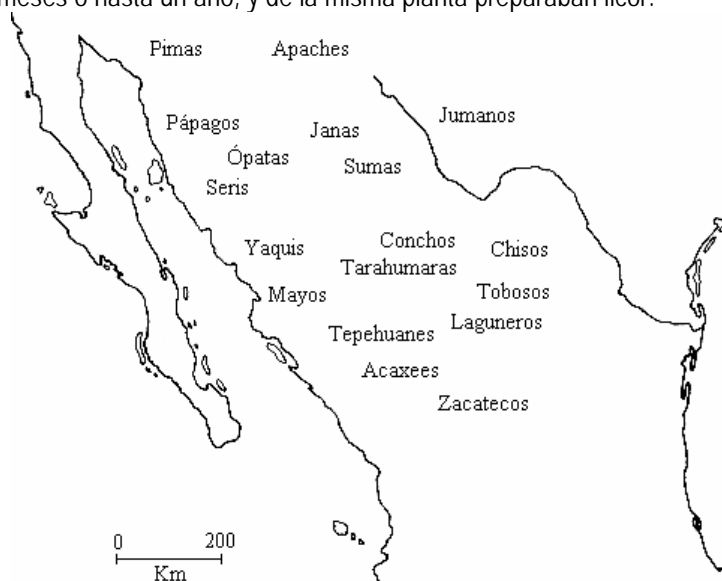 meses o hasta un año, y de la misma planta preparaban licor.
Pimas
Apaches
Jumanos
Pápagos
Janas
Ópatas
Sumas
Seris
Yaquis
Conchos
Chisos
Tarahumaras
Mayos
Tobosos
Laguneros
Tepehuanes
Acaxees
Zacatecos
0 200
Km